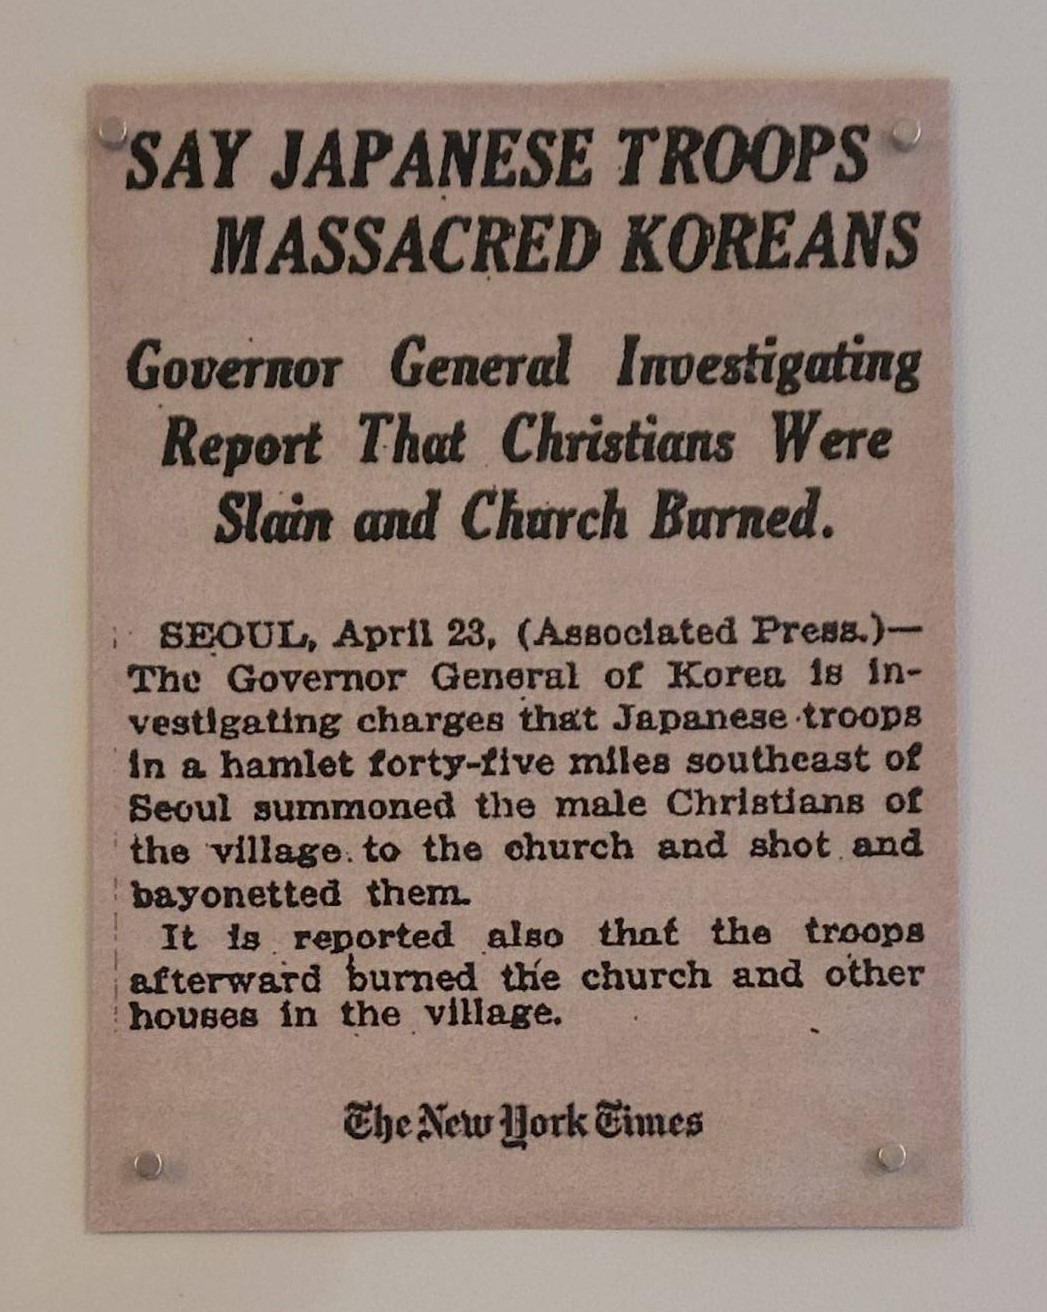 SAY JAPANESE TROOPS
MASSACRED KOREANS
Governor General Investigating
Report That Christians Were
Slain and Church Burned.
SEOUL, April 23, (Associated Press.)—
The Governor General of Korea is in-
vestigating charges that Japanese troops
in a hamlet forty-five miles southeast of
Seoul summoned the male Christians of
the village to the church and shot and
bayonetted them.
It is reported also that the troops
afterward burned the church and other
houses in the village.
The New York Times